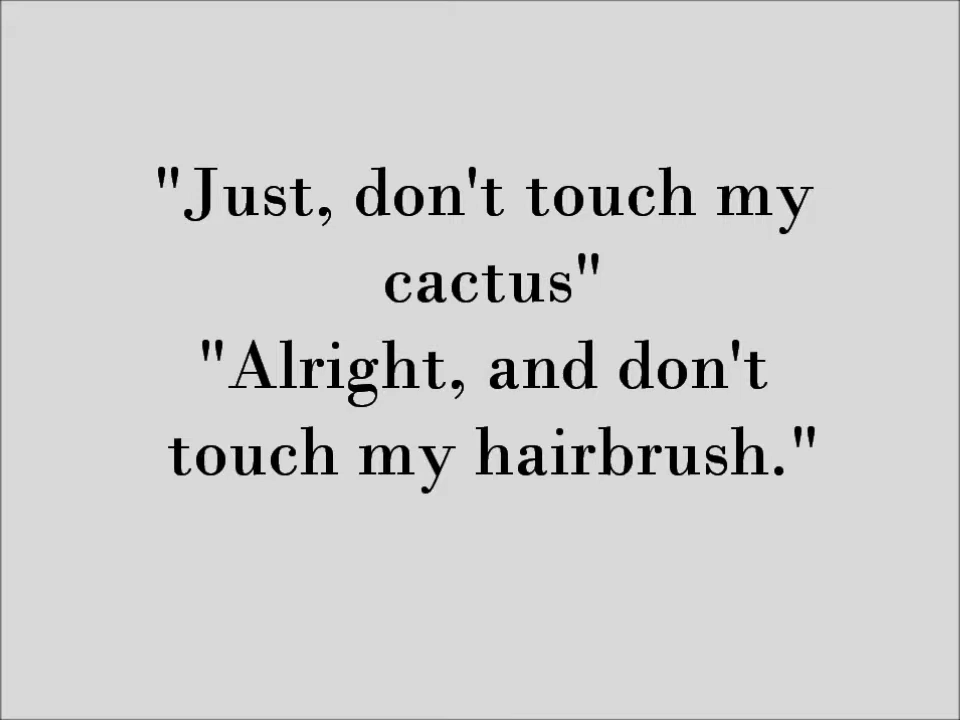 "Just, don't touch my
cactus"
"Alright, and don't
touch my hairbrush."